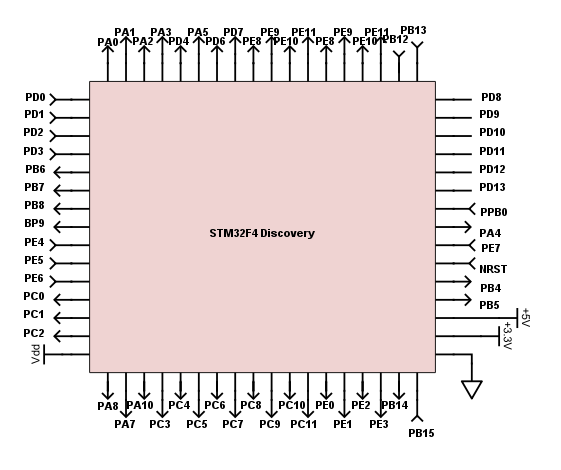 PA0 PA1 PA2 PA3 PD4 PA5 PD6 PD7 PE8 PE9 PE10 PE11 PE8 PE9 PE10 PE11 PB12 PB13
PD0 PD8
PD1 PD9
PD2 PD10
PD3 PD11
PB6 PD12
PB7 PD13
PB8 PPB0
BP9 PA4
STM32F4 Discovery
PE4 PE7
PE5 NRST
PE6 PB4
PC0 PB5
PC1 +5V
PC2 +3.3V
Vdd
PA8 PA7 PA10 PC3 PC4 PC5 PC6 PC7 PC8 PC9 PC10 PC11 PE0 PE1 PE2 PE3 PB14 PB15